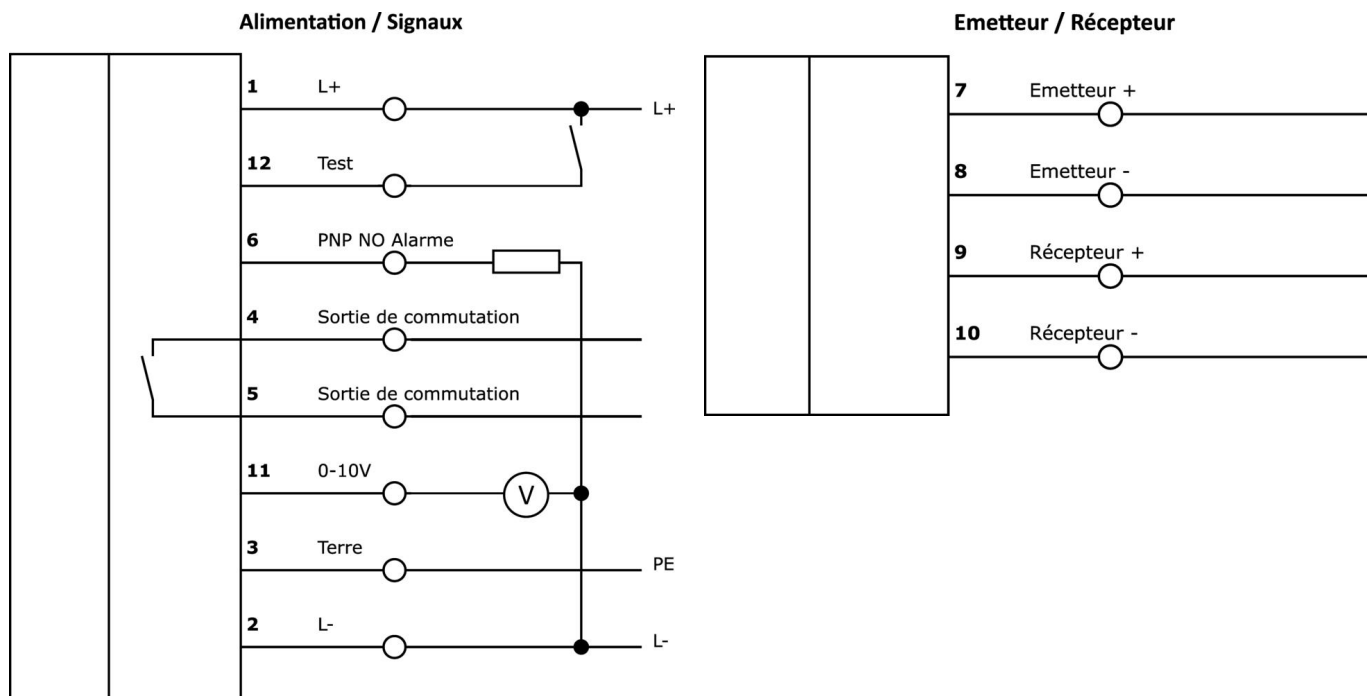 Alimentation / Signaux
1 L+ L+
12 Test
6 PNP NO Alarme
4 Sortie de commutation
5 Sortie de commutation
11 0-10V V
3 Terre PE
2 L- L-
Emetteur / Récepteur
7 Emetteur +
8 Emetteur -
9 Récepteur +
10 Récepteur -